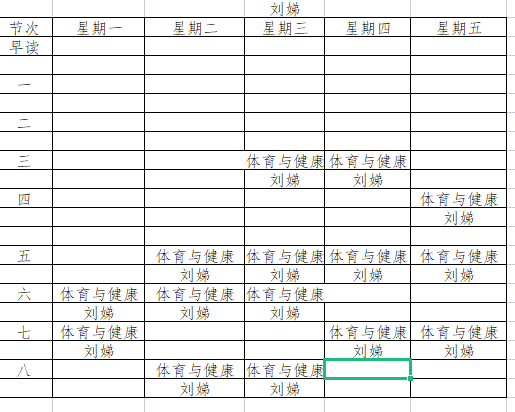 刘娣
节次 星期一 星期二 星期三 星期四 星期五
早读
一
二
三 体育与健康 体育与健康
刘娣 刘娣
四 体育与健康
刘娣
五 体育与健康 体育与健康 体育与健康 体育与健康
刘娣 刘娣 刘娣 刘娣
六 体育与健康 体育与健康 体育与健康
刘娣 刘娣 刘娣
七 体育与健康 体育与健康 体育与健康
刘娣 刘娣 刘娣
八 体育与健康 体育与健康
刘娣 刘娣